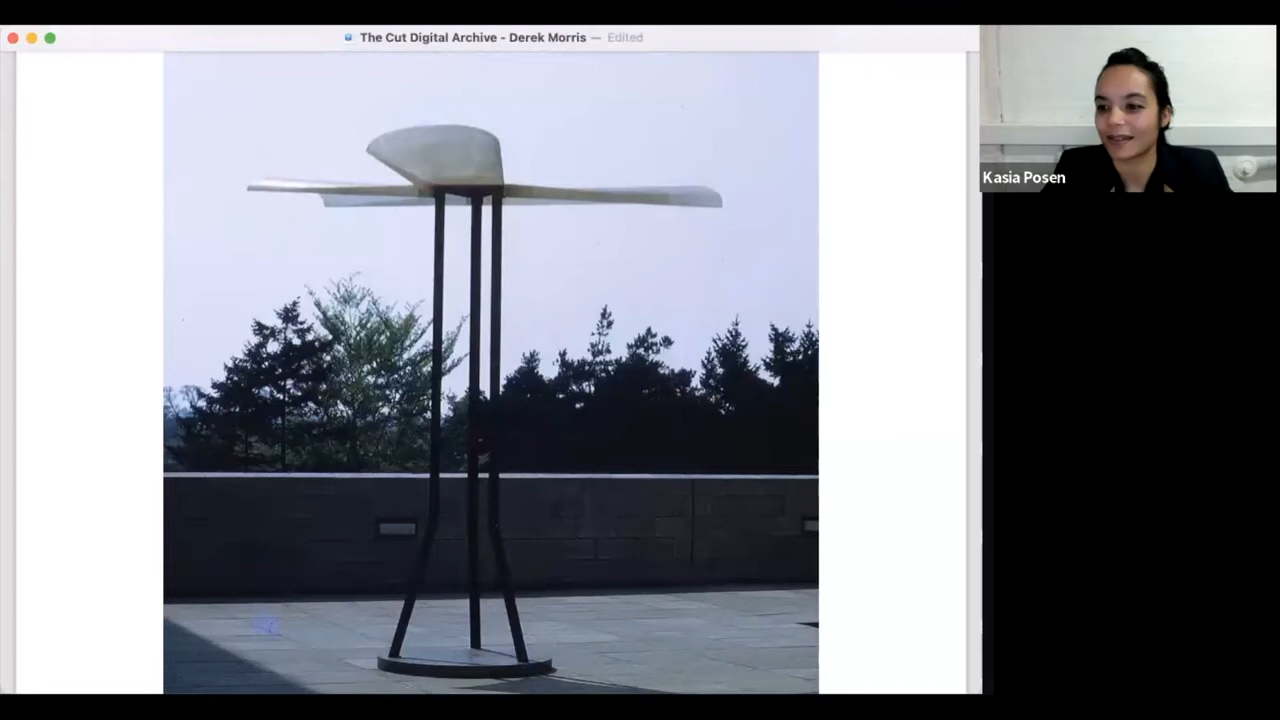 The Cut Digital Archive - Derek Morris — Edited
Kasia Posen